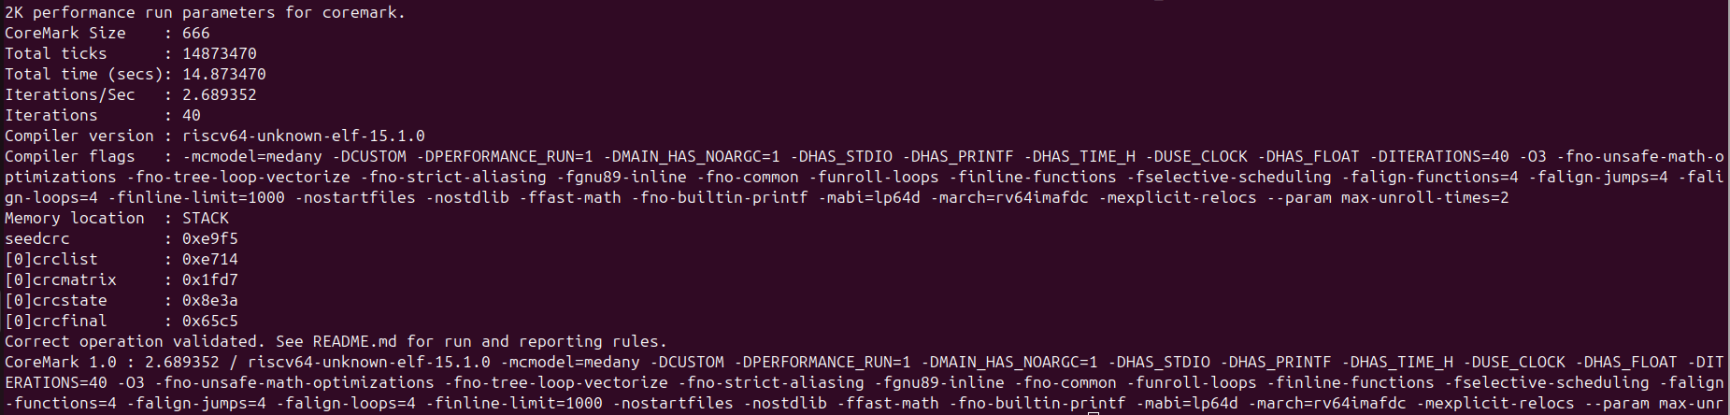 2K performance run parameters for coremark.
CoreMark Size    : 666
Total ticks      : 14873470
Total time (secs): 14.873470
Iterations/Sec   : 2.689352
Iterations       : 40
Compiler version : riscv64-unknown-elf-15.1.0
Compiler flags   : -mcmodel=medany -DCUSTOM -DPERFORMANCE_RUN=1 -DMAIN_HAS_NOARGC=1 -DHAS_STDIO -DHAS_PRINTF -DHAS_TIME_H -DUSE_CLOCK -DHAS_FLOAT -DITERATIONS=40 -O3 -fno-unsafe-math-o
ptimizations -fno-tree-loop-vectorize -fno-strict-aliasing -fgnu89-inline -fno-common -funroll-loops -finline-functions -fselective-scheduling -falign-functions=4 -falign-jumps=4 -fali
gn-loops=4 -finline-limit=1000 -nostartfiles -nostdlib -ffast-math -fno-builtin-printf -mabi=lp64d -march=rv64imafdc -mexplicit-relocs --param max-unroll-times=2
Memory location  : STACK
seedcrc          : 0xe9f5
[0]crclist       : 0xe714
[0]crcmatrix     : 0x1fd7
[0]crcstate      : 0x8e3a
[0]crcfinal      : 0x65c5
Correct operation validated. See README.md for run and reporting rules.
CoreMark 1.0 : 2.689352 / riscv64-unknown-elf-15.1.0 -mcmodel=medany -DCUSTOM -DPERFORMANCE_RUN=1 -DMAIN_HAS_NOARGC=1 -DHAS_STDIO -DHAS_PRINTF -DHAS_TIME_H -DUSE_CLOCK -DHAS_FLOAT -DIT
ERATIONS=40 -O3 -fno-unsafe-math-optimizations -fno-tree-loop-vectorize -fno-strict-aliasing -fgnu89-inline -fno-common -funroll-loops -finline-functions -fselective-scheduling -falign
-functions=4 -falign-jumps=4 -falign-loops=4 -finline-limit=1000 -nostartfiles -nostdlib -ffast-math -fno-builtin-printf -mabi=lp64d -march=rv64imafdc -mexplicit-relocs --param max-unr